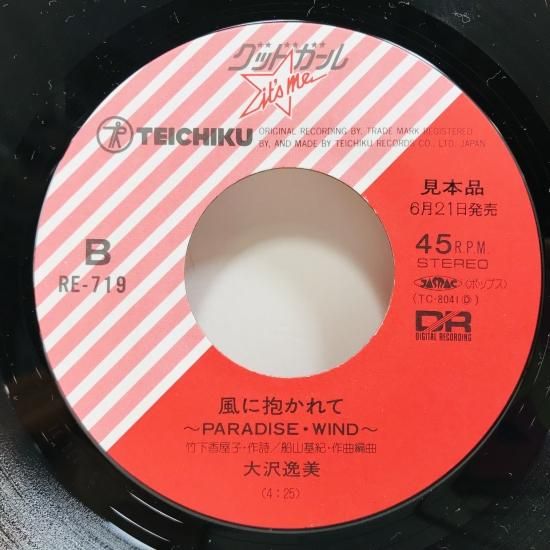 グッドガール
it's me.
TEICHIKU
ORIGINAL RECORDING BY, TRADE MARK REGISTERED
BY, AND MADE BY TEICHIKU RECORDS CO., LTD. JAPAN
見本品
6月21日発売
B
RE-719
45 R.P.M.
STEREO
JASRAC 〈ポップス〉
(TC-8041 Ⓓ)
DR
DIGITAL RECORDING
風に抱かれて
〜PARADISE・WIND〜
竹下香屋子・作詩/船山基紀・作曲編曲
大沢逸美
(4:25)